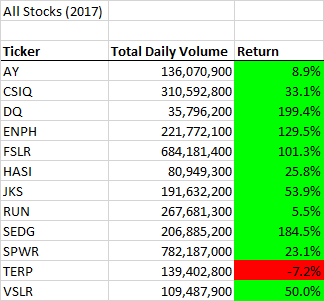 All Stocks (2017)
Ticker Total Daily Volume Return
AY 136,070,900 8.9%
CSIQ 310,592,800 33.1%
DQ 35,796,200 199.4%
ENPH 221,772,100 129.5%
FSLR 684,181,400 101.3%
HASI 80,949,300 25.8%
JKS 191,632,200 53.9%
RUN 267,681,300 5.5%
SEDG 206,885,200 184.5%
SPWR 782,187,000 23.1%
TERP 139,402,800 -7.2%
VSLR 109,487,900 50.0%